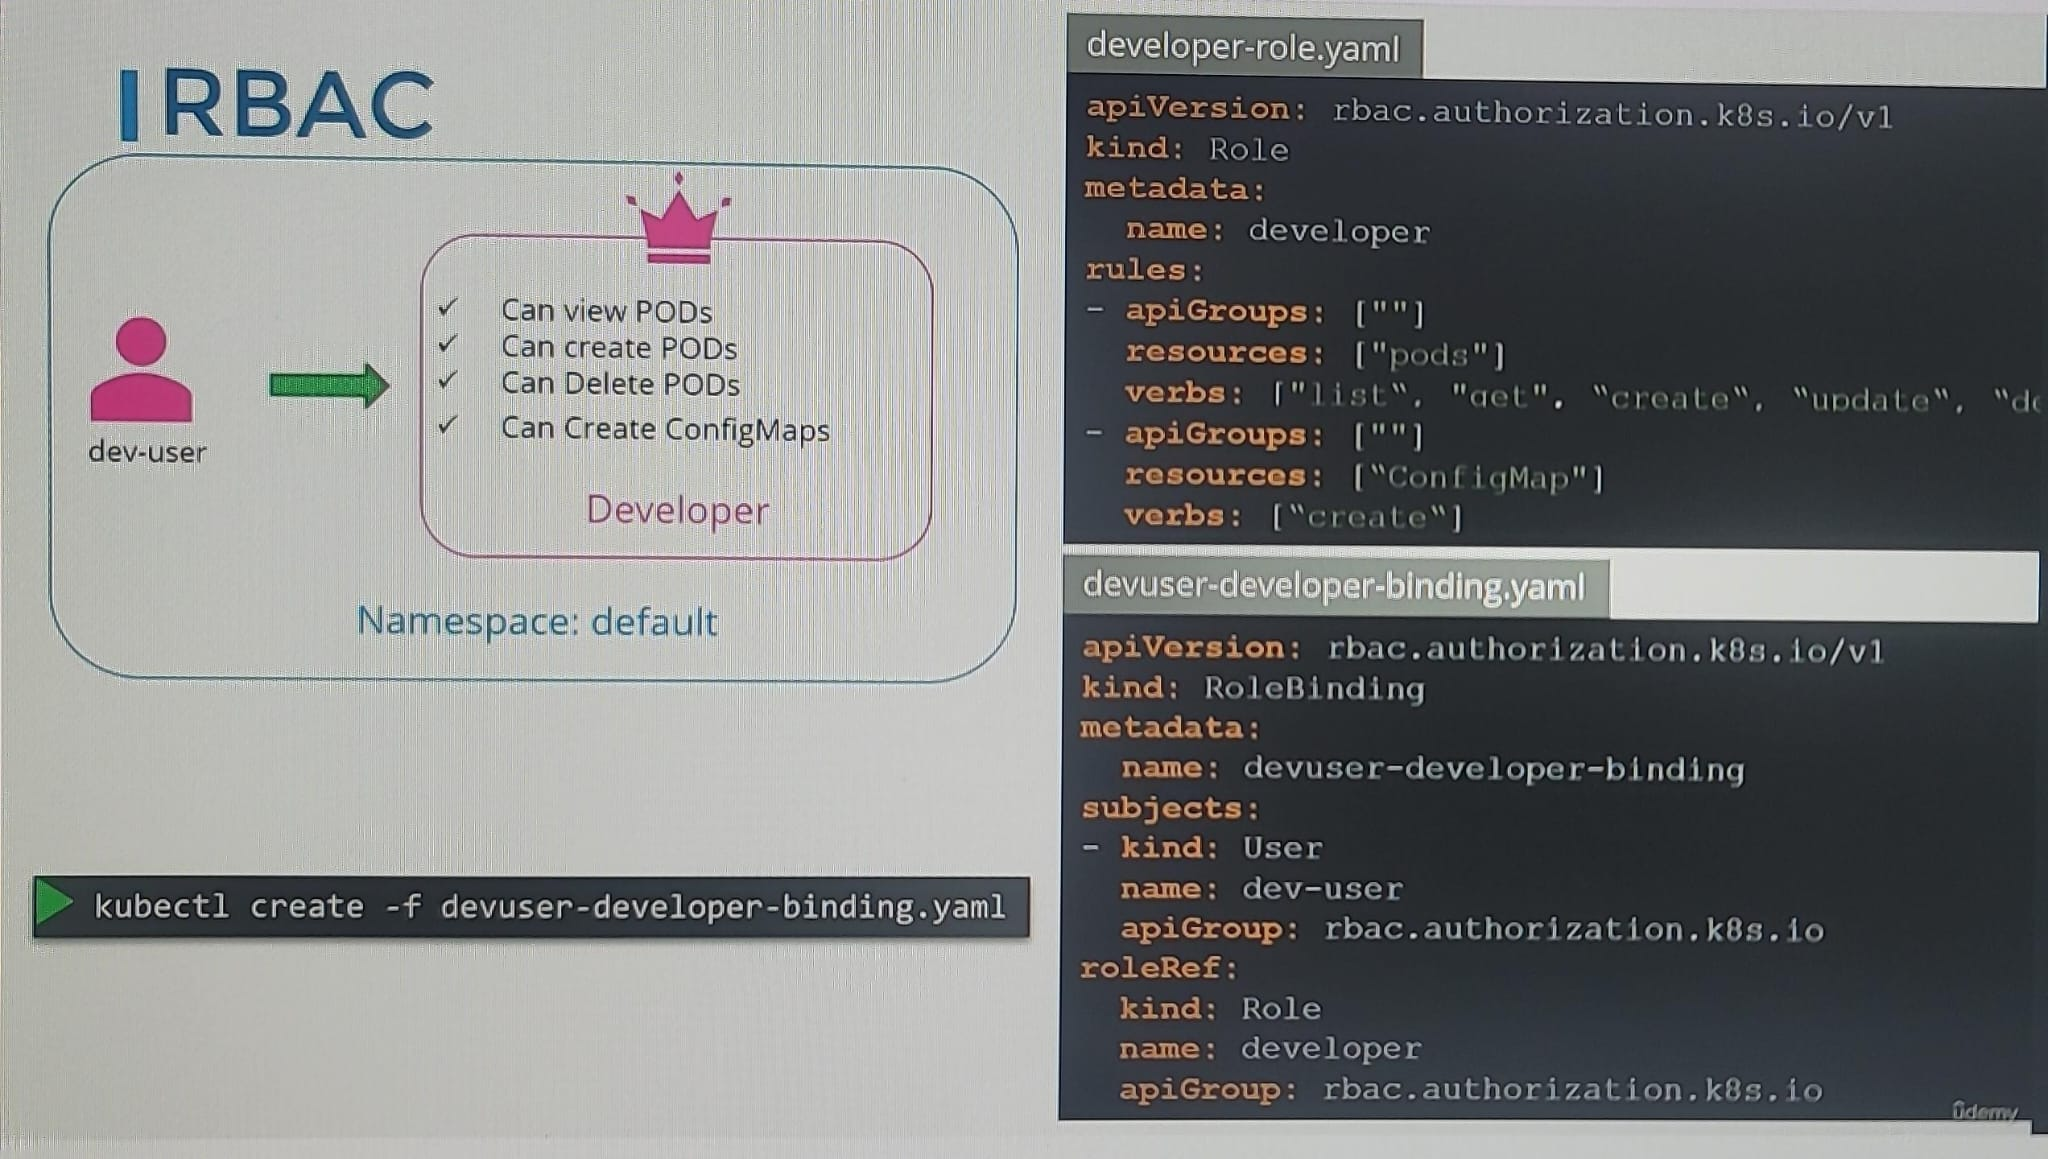 RBAC
Can view PODs
Can create PODs
Can Delete PODs
Can Create ConfigMaps
Developer
dev-user
Namespace: default
kubectl create -f devuser-developer-binding.yaml
developer-role.yaml
apiVersion: rbac.authorization.k8s.io/v1
kind: Role
metadata:
  name: developer
rules:
- apiGroups: [""]
  resources: ["pods"]
  verbs: ["list“, "get", “create“, “update“,
- apiGroups: [""]
  resources: [“ConfigMap"]
  verbs: [“create“]
devuser-developer-binding.yaml
apiVersion: rbac.authorization.k8s.io/v1
kind: RoleBinding
metadata:
  name: devuser-developer-binding
subjects:
- kind: User
  name: dev-user
  apiGroup: rbac.authorization.k8s.io
roleRef:
  kind: Role
  name: developer
  apiGroup: rbac.authorization.k8s.io
ûdemy